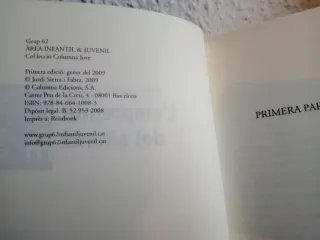 Grup 62
ÀREA INFANTIL & JUVENIL
Col·lecció Columna Jove
Primera edició: gener del 2009
© Jordi Sierra i Fabra, 2009
© Columna Edicions, S.A.
Carrer Peu de la Creu, 4 - 08001 Barcelona
ISBN: 978-84-664-1000-3
Dipòsit legal: B. 52.953-2008
Imprès a: Reinbook
www.grup62infantiljuvenil.cat
info@grup62infantiljuvenil.cat
PRIMERA PAR